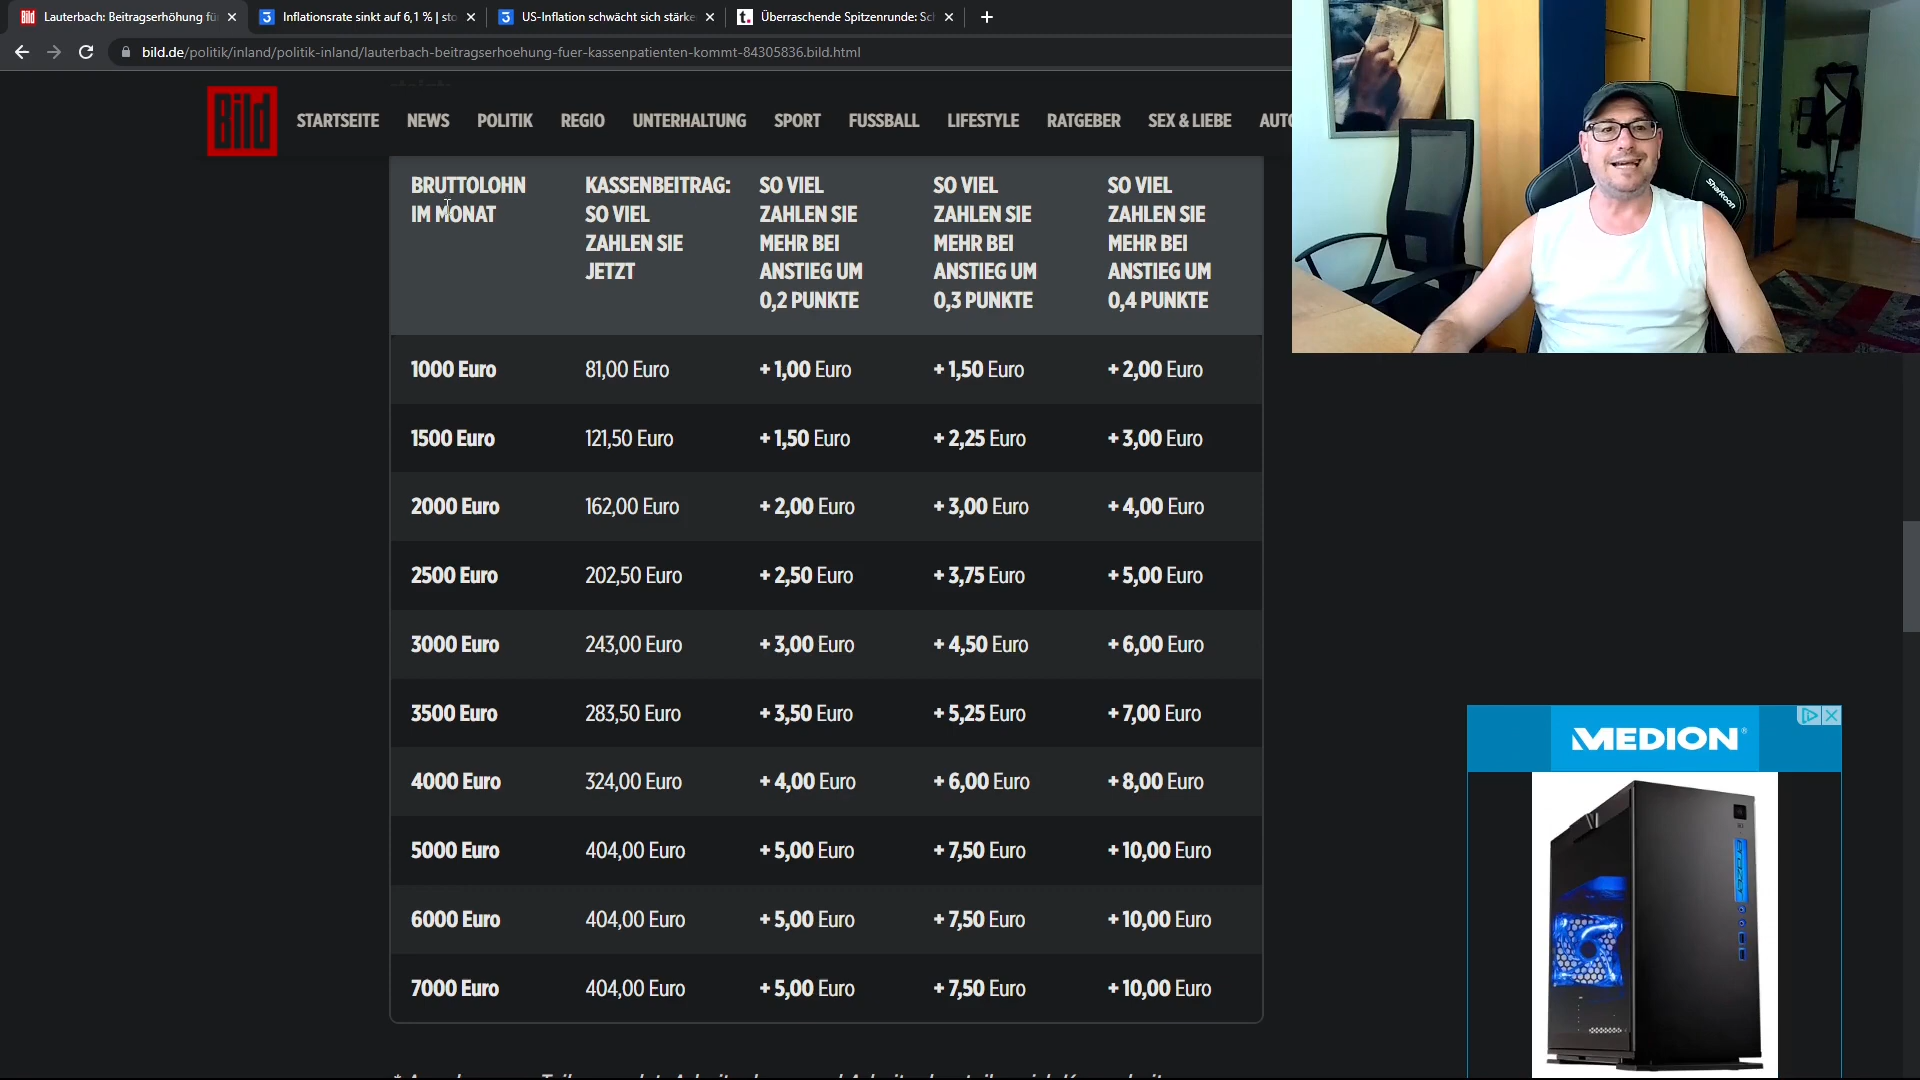 Lauterbach: Beitragserhöhung fü
Inflationsrate sinkt auf 6,1 % | sto
US-Inflation schwächt sich stärke
t. Überraschende Spitzenrunde: Sc
bild.de/politik/inland/politik-inland/lauterbach-beitragserhoehung-fuer-kassenpatienten-kommt-84305836.bild.html
Bild
STARTSEITE NEWS POLITIK REGIO UNTERHALTUNG SPORT FUSSBALL LIFESTYLE RATGEBER SEX & LIEBE AUTO
BRUTTOLOHN
IM MONAT
KASSENBEITRAG:
SO VIEL
ZAHLEN SIE
JETZT
SO VIEL
ZAHLEN SIE
MEHR BEI
ANSTIEG UM
0,2 PUNKTE
SO VIEL
ZAHLEN SIE
MEHR BEI
ANSTIEG UM
0,3 PUNKTE
SO VIEL
ZAHLEN SIE
MEHR BEI
ANSTIEG UM
0,4 PUNKTE
1000 Euro 81,00 Euro + 1,00 Euro + 1,50 Euro + 2,00 Euro
1500 Euro 121,50 Euro + 1,50 Euro + 2,25 Euro + 3,00 Euro
2000 Euro 162,00 Euro + 2,00 Euro + 3,00 Euro + 4,00 Euro
2500 Euro 202,50 Euro + 2,50 Euro + 3,75 Euro + 5,00 Euro
3000 Euro 243,00 Euro + 3,00 Euro + 4,50 Euro + 6,00 Euro
3500 Euro 283,50 Euro + 3,50 Euro + 5,25 Euro + 7,00 Euro
4000 Euro 324,00 Euro + 4,00 Euro + 6,00 Euro + 8,00 Euro
5000 Euro 404,00 Euro + 5,00 Euro + 7,50 Euro + 10,00 Euro
6000 Euro 404,00 Euro + 5,00 Euro + 7,50 Euro + 10,00 Euro
7000 Euro 404,00 Euro + 5,00 Euro + 7,50 Euro + 10,00 Euro
Sharkoon
MEDION®